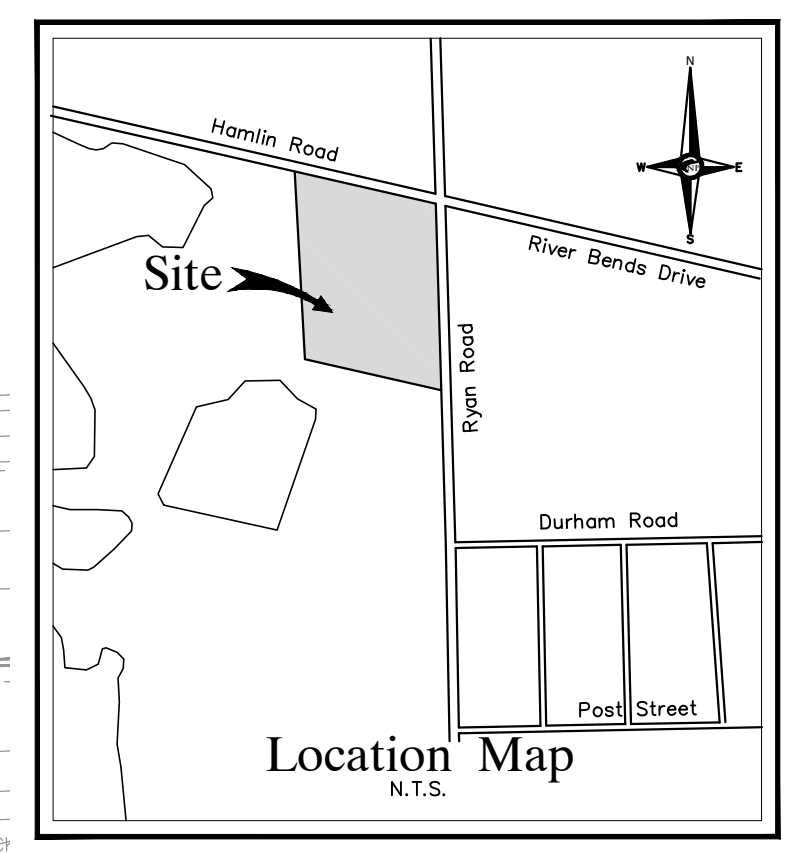 N
Hamlin Road
W
E
S
River Bends Drive
Site
Ryan Road
Durham Road
Post Street
Location Map
N.T.S.